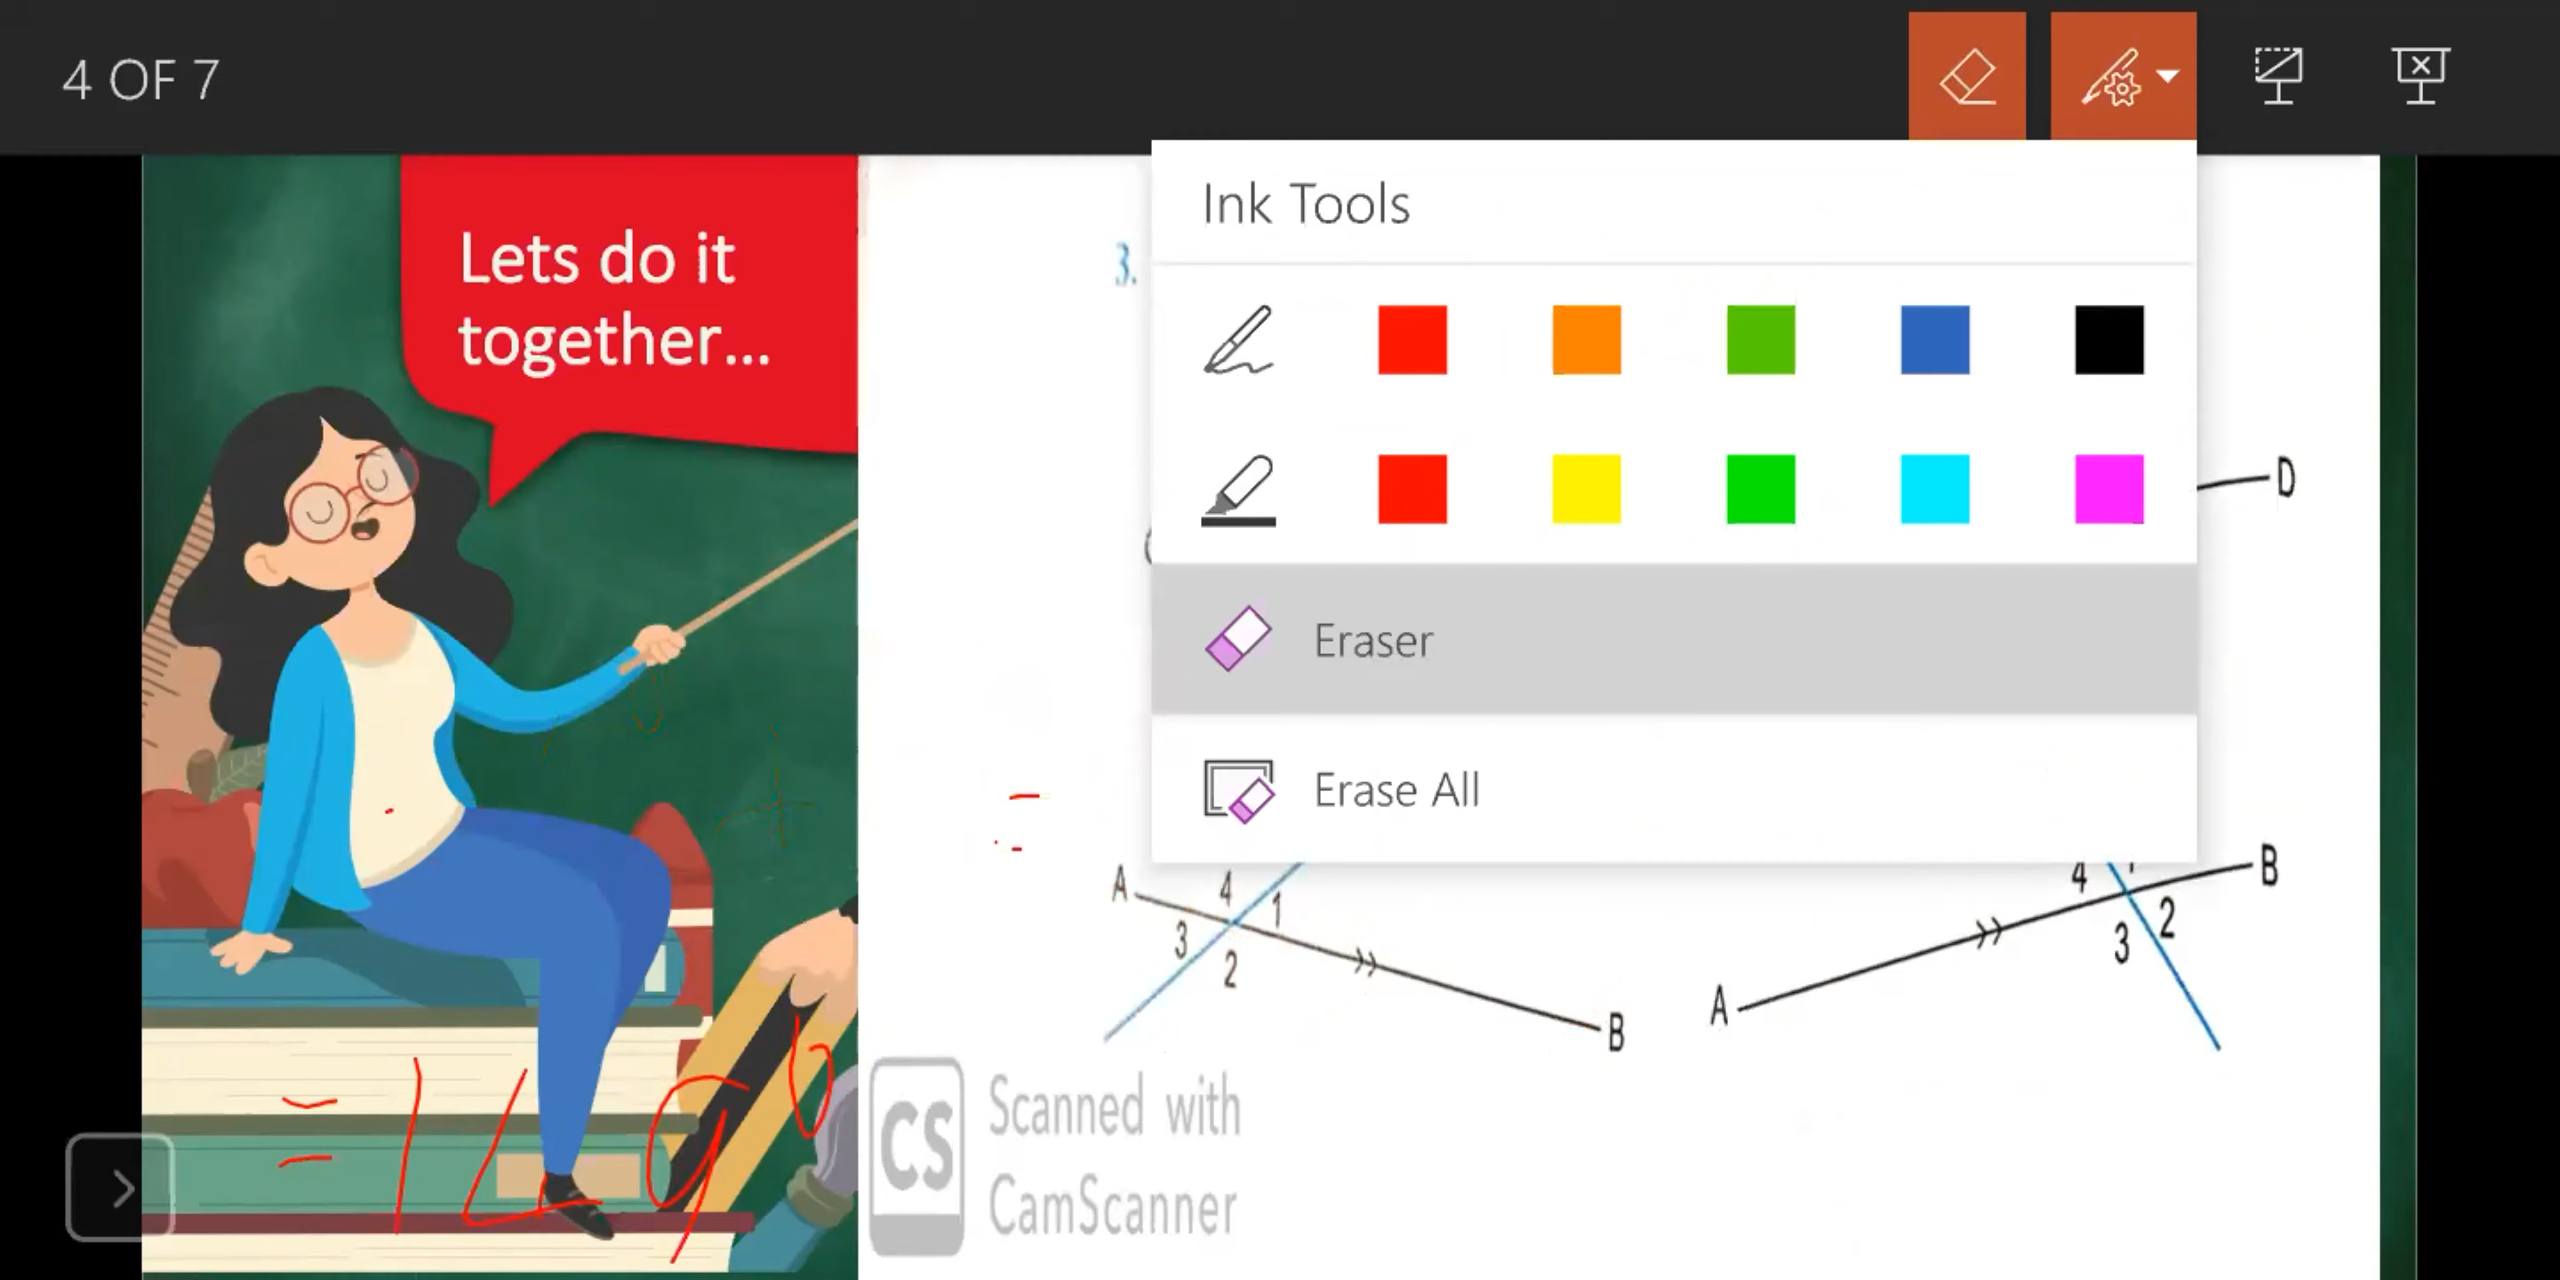 4 OF 7
Lets do it
together...
Ink Tools
3.
D
Eraser
Erase All
A 4 1
3 2
B
4 B
3 2
A
= 149°
CS Scanned with
CamScanner